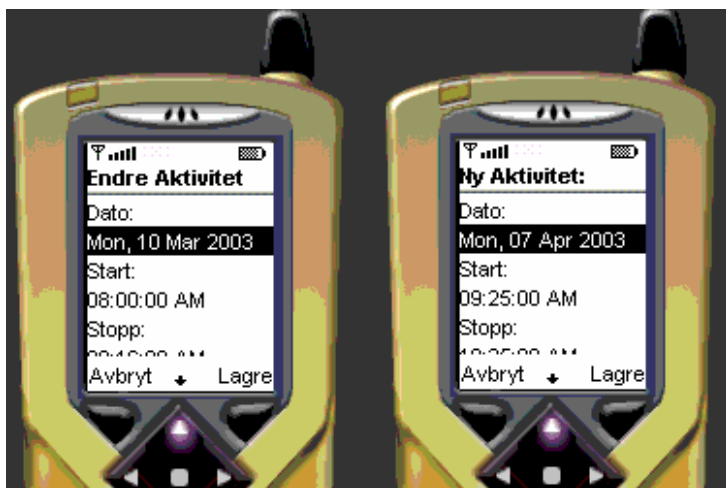 Endre Aktivitet
Dato:
Mon, 10 Mar 2003
Start:
08:00:00 AM
Stopp:
Avbryt Lagre
Ny Aktivitet:
Dato:
Mon, 07 Apr 2003
Start:
09:25:00 AM
Stopp:
Avbryt Lagre